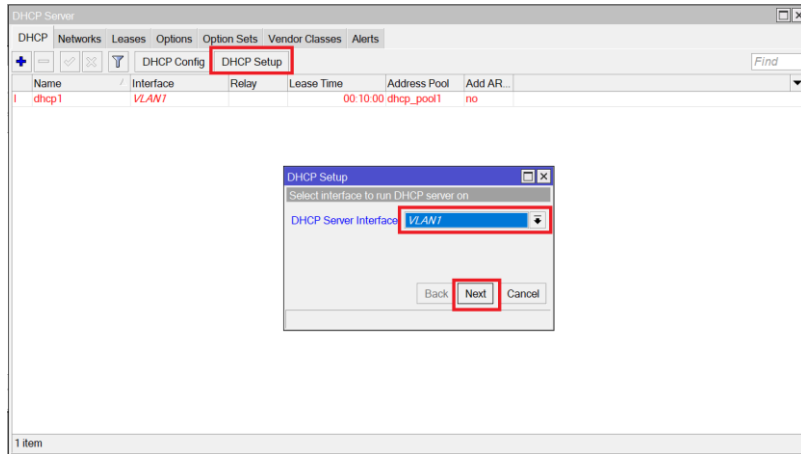 DHCP Server
DHCP Networks Leases Options Option Sets Vendor Classes Alerts
DHCP Config DHCP Setup Find
Name Interface Relay Lease Time Address Pool Add AR...
I dhcp1 VLAN1 00:10:00 dhcp_pool1 no
DHCP Setup
Select interface to run DHCP server on
DHCP Server Interface VLAN1
Back Next Cancel
1 item